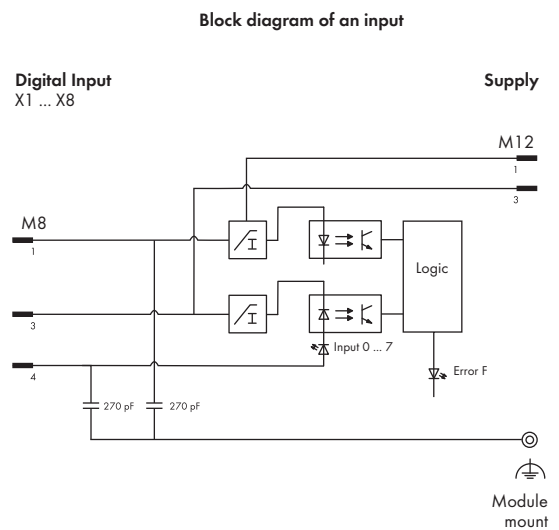 Block diagram of an input
Digital Input
X1 ... X8
Supply
M12
1
3
M8
1
3
4
Logic
Input 0 ... 7
Error F
270 pF
270 pF
Module
mount